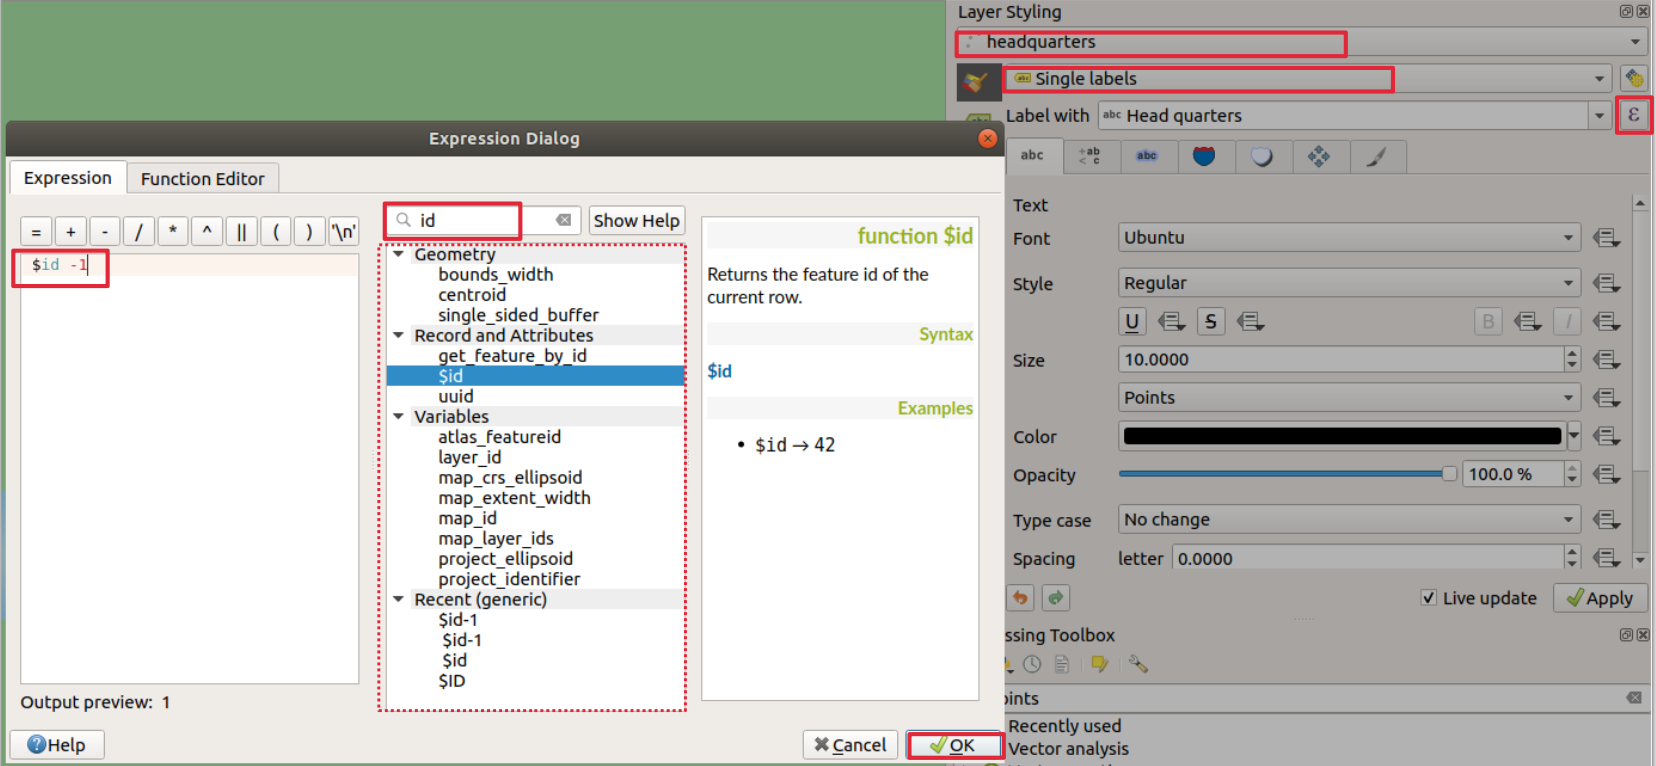 Layer Styling
headquarters
abc Single labels
Label with abc Head quarters ε
abc
Expression Dialog
Expression Function Editor
abc +ab < c abc
= + - / * ^ || ( ) '\n'
id Show Help
$id -1
Geometry
bounds_width
centroid
single_sided_buffer
Record and Attributes
get_feature_by_id
$id
uuid
Variables
atlas_featureid
layer_id
map_crs_ellipsoid
map_extent_width
map_id
map_layer_ids
project_ellipsoid
project_identifier
Recent (generic)
$id-1
$id-1
$id
$ID
function $id
Returns the feature id of the
current row.
Syntax
$id
Examples
• $id → 42
Output preview: 1
Help Cancel OK
Text
Font Ubuntu
Style Regular
U S B I
Size 10.0000
Points
Color
Opacity 100.0 %
Type case No change
Spacing letter 0.0000
Live update Apply
ssing Toolbox
ints
Recently used
Vector analysis